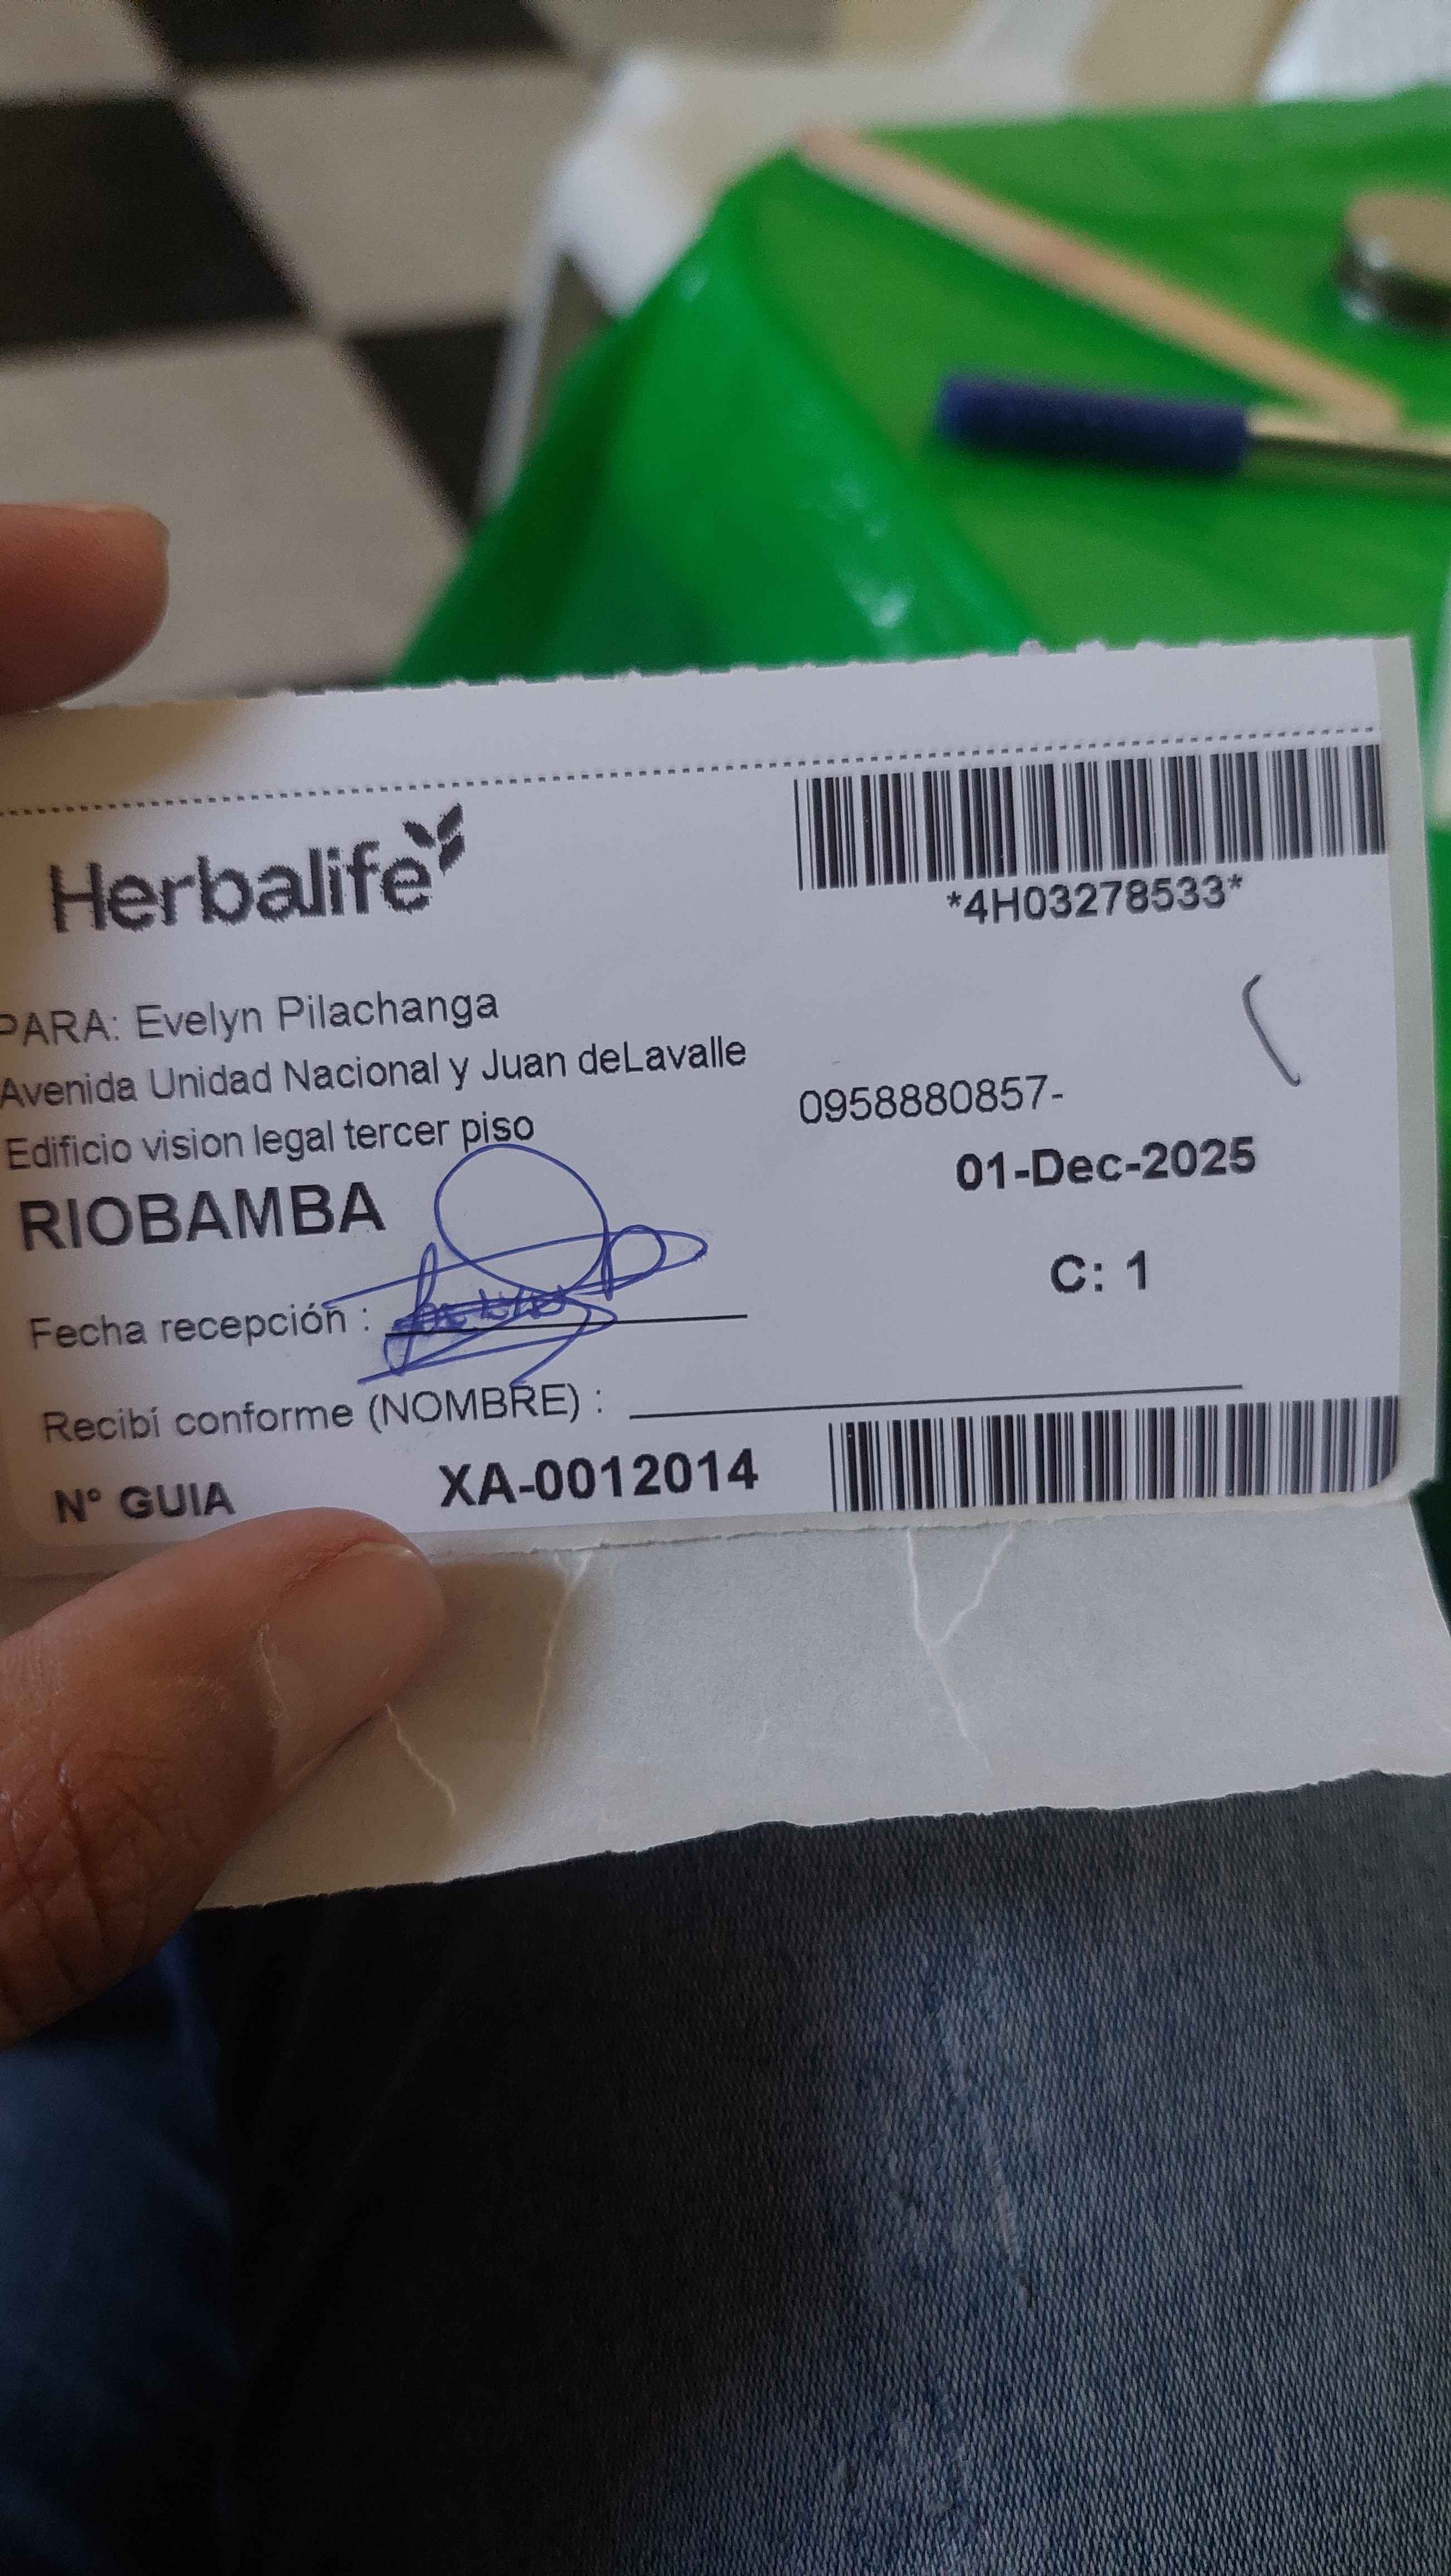 Herbalife
*4H03278533*
PARA: Evelyn Pilachanga
Avenida Unidad Nacional y Juan deLavalle
Edificio vision legal tercer piso
0958880857-
RIOBAMBA
01-Dec-2025
C: 1
Fecha recepción :
Recibí conforme (NOMBRE) :
N° GUIA XA-0012014